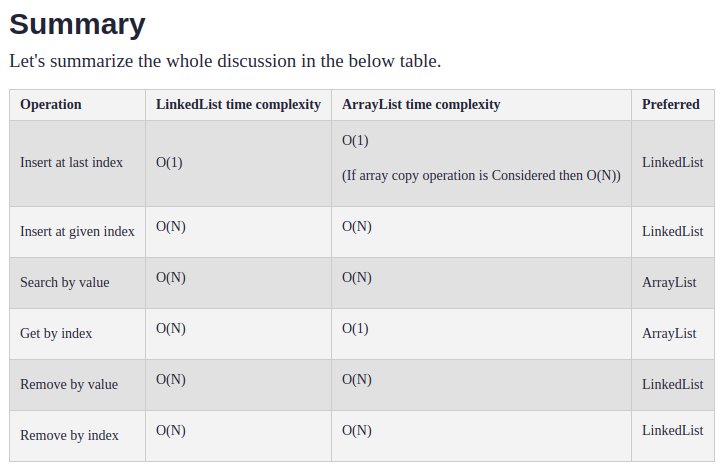 Summary
Let's summarize the whole discussion in the below table.
Operation LinkedList time complexity ArrayList time complexity Preferred
Insert at last index O(1) O(1) (If array copy operation is Considered then O(N)) LinkedList
Insert at given index O(N) O(N) LinkedList
Search by value O(N) O(N) ArrayList
Get by index O(N) O(1) ArrayList
Remove by value O(N) O(N) LinkedList
Remove by index O(N) O(N) LinkedList